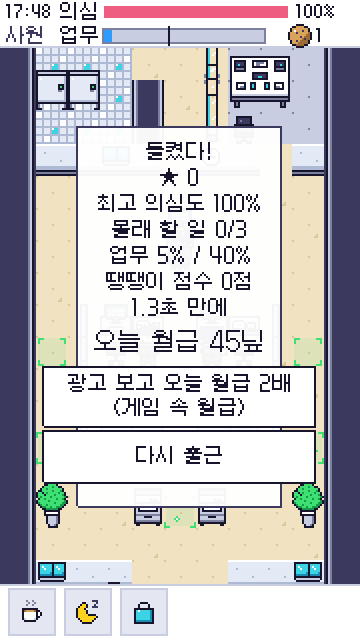 17:48 의심 100%
사원 업무 1
들켰다!
★ 0
최고 의심도 100%
몰래 할 일 0/3
업무 5% / 40%
땡땡이 점수 0점
1.3초 만에
오늘 월급 45닢
광고 보고 오늘 월급 2배
(게임 속 월급)
다시 출근
z